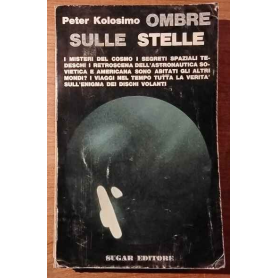 Peter Kolosimo OMBRE
SULLE STELLE
I MISTERI DEL COSMO I SEGRETI SPAZIALI TE-
DESCHI I RETROSCENA DELL'ASTRONAUTICA SO-
VIETICA E AMERICANA SONO ABITATI GLI ALTRI
MONDI? I VIAGGI NEL TEMPO TUTTA LA VERITA'
SULL'ENIGMA DEI DISCHI VOLANTI
SUGAR EDITORE